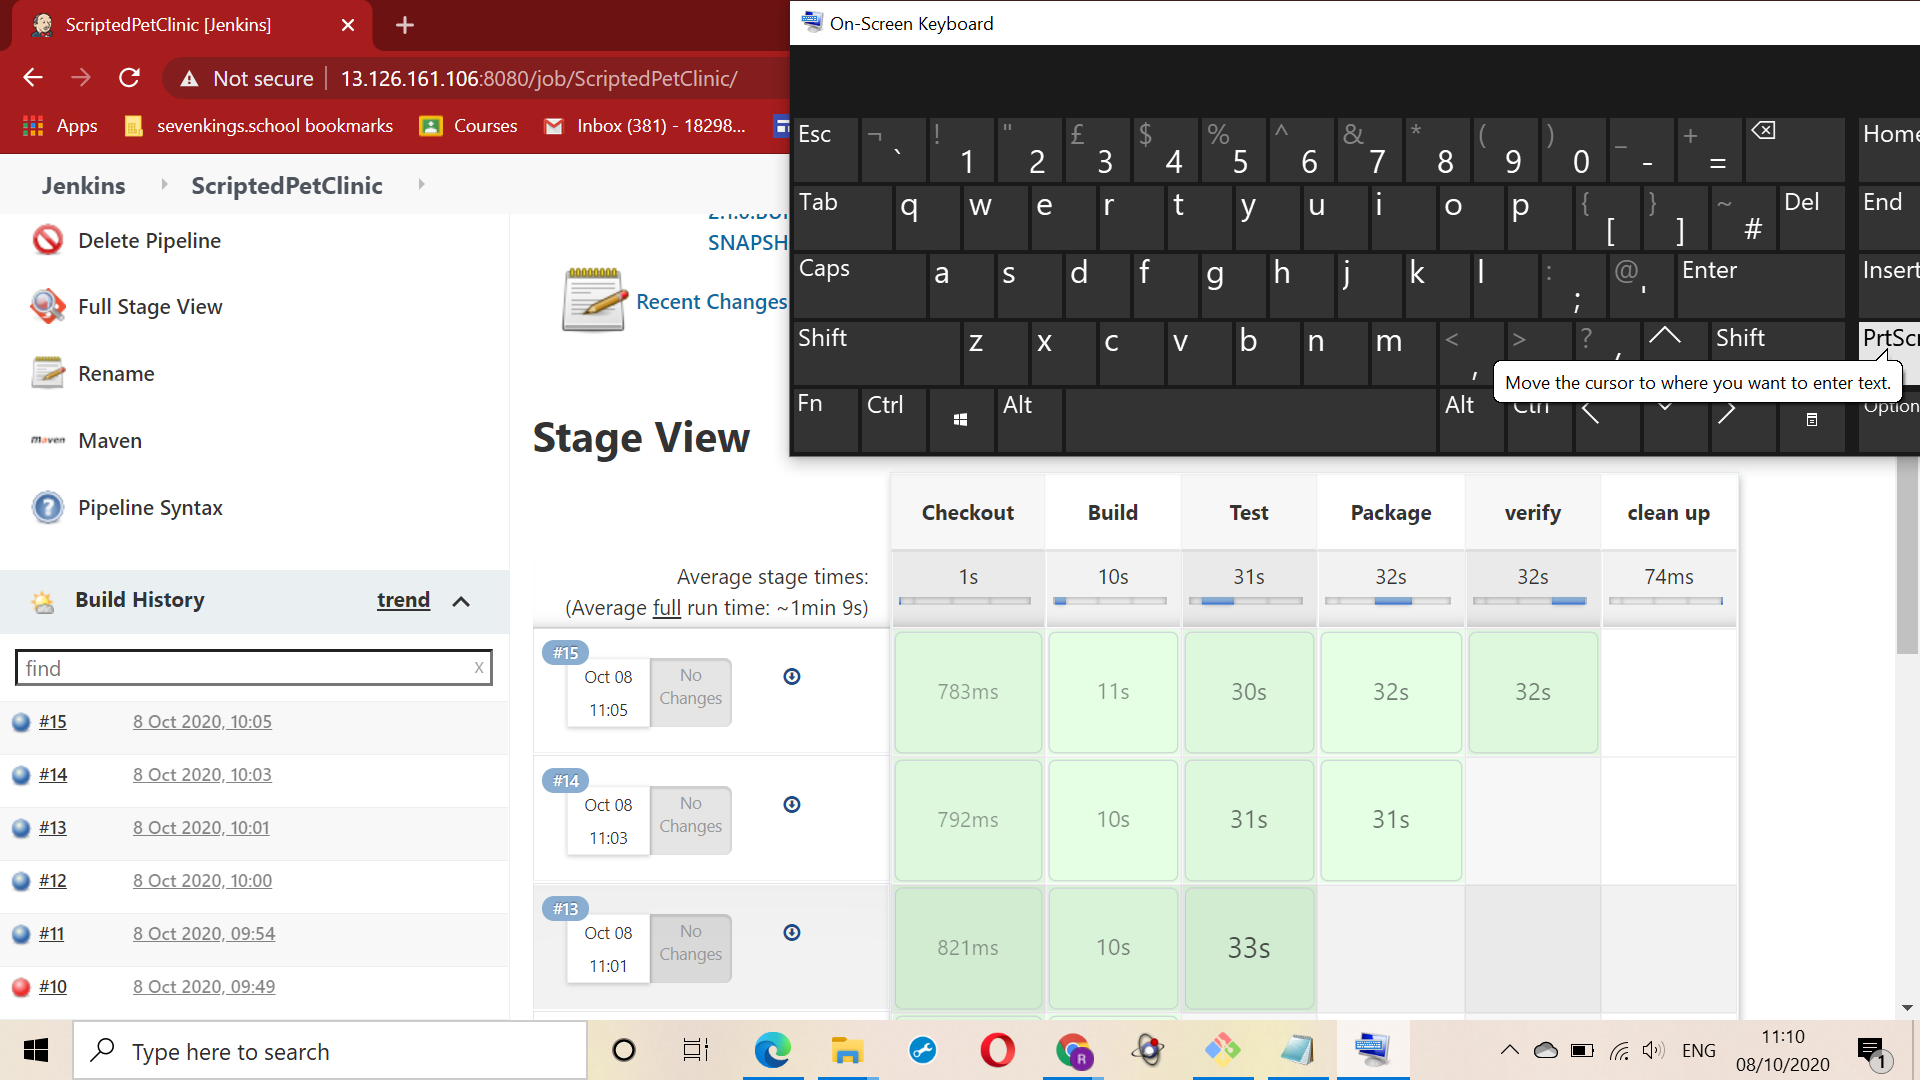 ScriptedPetClinic [Jenkins]
On-Screen Keyboard
Not secure
13.126.161.106:8080/job/ScriptedPetClinic/
Apps
sevenkings.school bookmarks
Courses
Inbox (381) - 18298...
Jenkins
ScriptedPetClinic
Delete Pipeline
Full Stage View
Rename
Maven
Maven
Pipeline Syntax
Build History
trend
find
x
#15 8 Oct 2020, 10:05
#14 8 Oct 2020, 10:03
#13 8 Oct 2020, 10:01
#12 8 Oct 2020, 10:00
#11 8 Oct 2020, 09:54
#10 8 Oct 2020, 09:49
SNAPSH
Recent Changes
Stage View
Esc ¬ ` ! 1 " 2 £ 3 $ 4 % 5 ^ 6 & 7 * 8 ( 9 ) 0 _ - + = Home
Tab q w e r t y u i o p { [ } ] ~ # Del End
Caps a s d f g h j k l : ; @ ' Enter Insert
Shift z x c v b n m < , > ? Shift PrtScr
Move the cursor to where you want to enter text.
Fn Ctrl Alt Alt Ctrl Option
Checkout Build Test Package verify clean up
Average stage times: 1s 10s 31s 32s 32s 74ms
(Average full run time: ~1min 9s)
#15
Oct 08
11:05
No
Changes
783ms 11s 30s 32s 32s
#14
Oct 08
11:03
No
Changes
792ms 10s 31s 31s
#13
Oct 08
11:01
No
Changes
821ms 10s 33s
Type here to search
R
ENG
11:10
08/10/2020
1